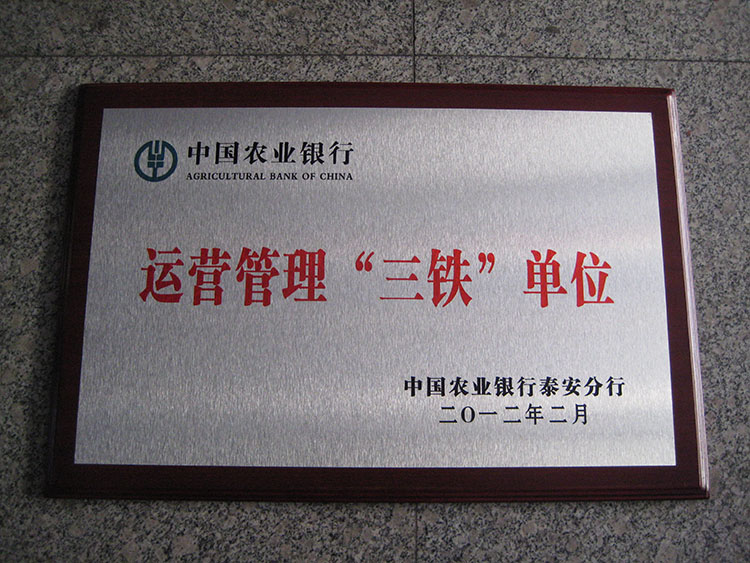 中国农业银行
AGRICULTURAL BANK OF CHINA
运营管理“三铁”单位
中国农业银行泰安分行
二〇一二年二月